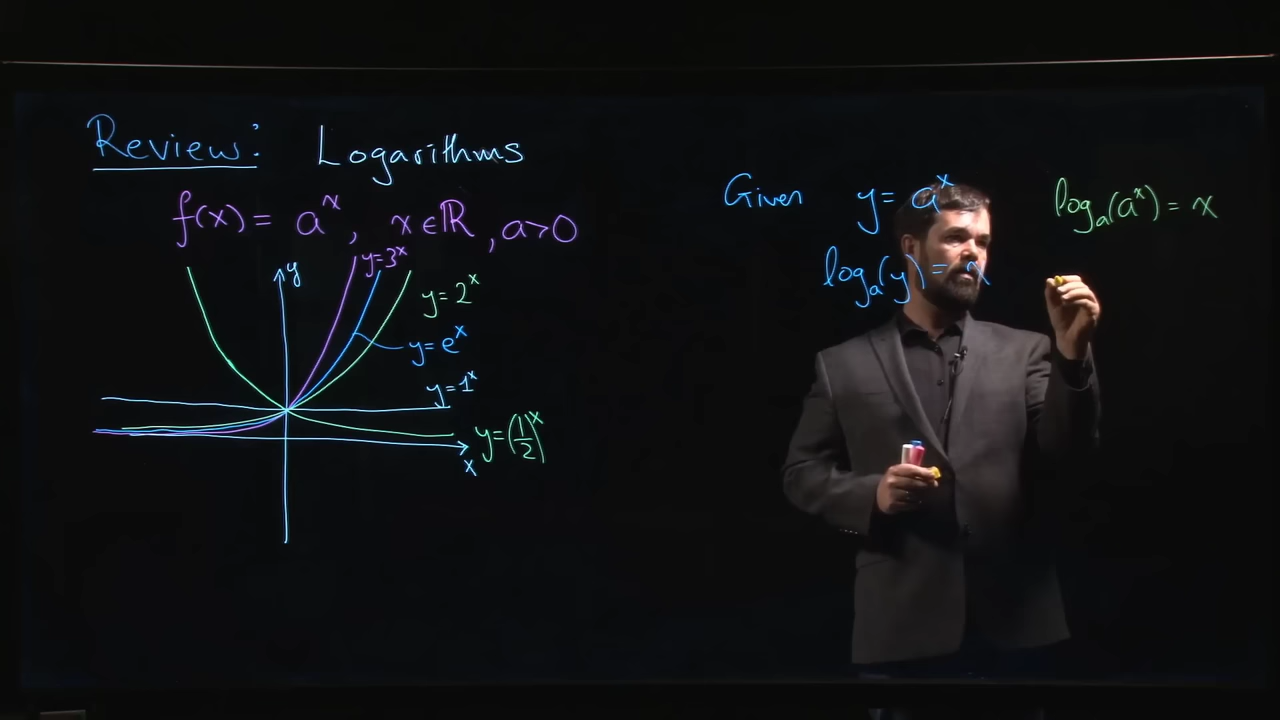 Review: Logarithms
f(x) = a^x, x ∈ ℝ, a>0
y
y=3^x
y=2^x
y=e^x
y=1^x
y=(1/2)^x
x
Given y= a^x
log_a(y) = x
log_a(a^x) = x